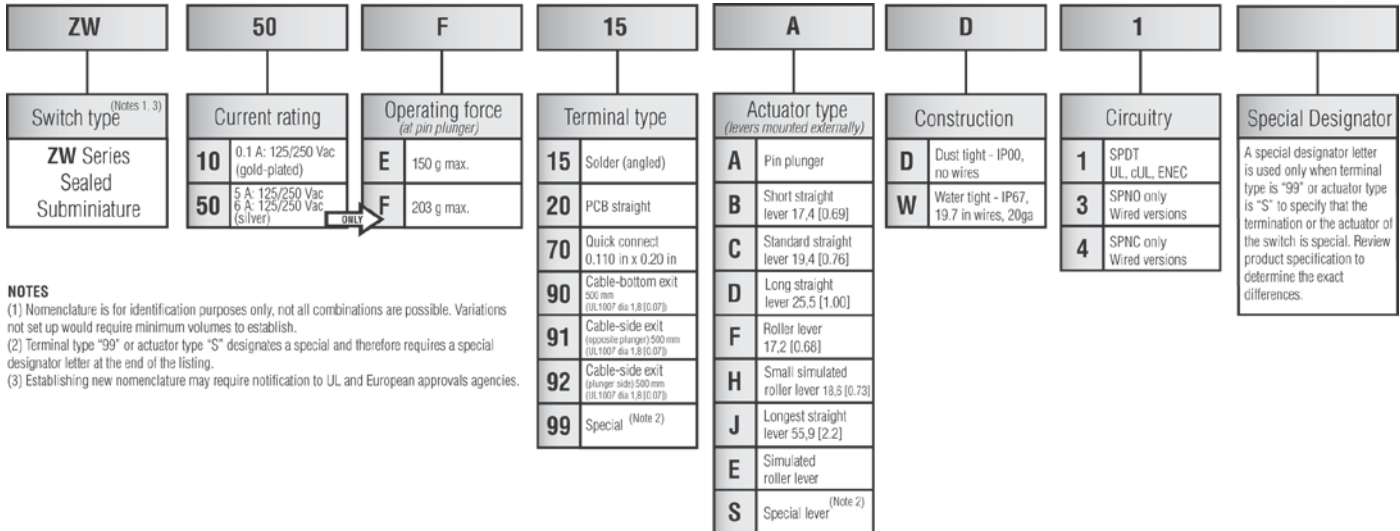 ZW
50
F
15
A
D
1
Switch type (Notes 1, 3)
ZW Series
Sealed
Subminiature
Current rating
10
0.1 A: 125/250 Vac
(gold-plated)
50
5 A: 125/250 Vac
6 A: 125/250 Vac
(silver)
ONLY
Operating force
(at pin plunger)
E
150 g max.
F
203 g max.
Terminal type
15
Solder (angled)
20
PCB straight
70
Quick connect
0.110 in x 0.20 in
90
Cable-bottom exit
500 mm
(UL1007 dia 1,8 [0.07])
91
Cable-side exit
(opposite plunger) 500 mm
(UL1007 dia 1,8 [0.07])
92
Cable-side exit
(plunger side) 500 mm
(UL1007 dia 1,8 [0.07])
99
Special (Note 2)
Actuator type
(levers mounted externally)
A
Pin plunger
B
Short straight
lever 17,4 [0.69]
C
Standard straight
lever 19,4 [0.76]
D
Long straight
lever 25,5 [1.00]
F
Roller lever
17,2 [0.68]
H
Small simulated
roller lever 18,6 [0.73]
J
Longest straight
lever 55,9 [2.2]
E
Simulated
roller lever
S
Special lever (Note 2)
Construction
D
Dust tight - IP00,
no wires
W
Water tight - IP67,
19.7 in wires, 20ga
Circuitry
1
SPDT
UL, cUL, ENEC
3
SPNO only
Wired versions
4
SPNC only
Wired versions
Special Designator
A special designator letter
is used only when terminal
type is "99" or actuator type
is "S" to specify that the
termination or the actuator of
the switch is special. Review
product specification to
determine the exact
differences.
NOTES
(1) Nomenclature is for identification purposes only, not all combinations are possible. Variations
not set up would require minimum volumes to establish.
(2) Terminal type "99" or actuator type "S" designates a special and therefore requires a special
designator letter at the end of the listing.
(3) Establishing new nomenclature may require notification to UL and European approvals agencies.